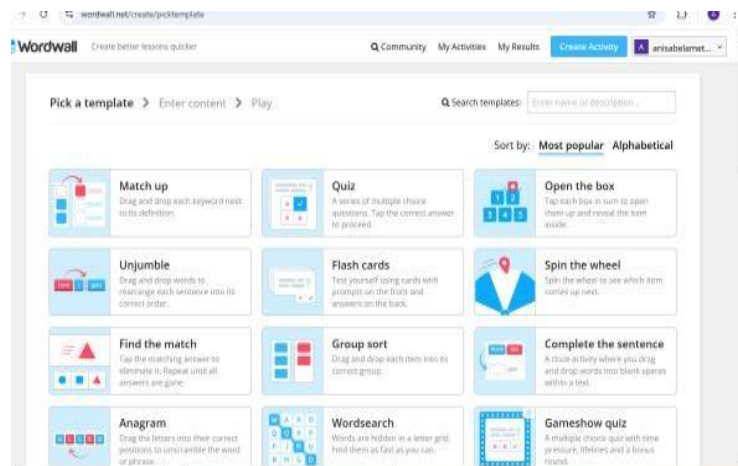 wordwall.net/create/picktemplate
Wordwall Create better lessons quicker Community My Activities My Results Create Activity A anisabelamet...
Pick a template > Enter content > Play Search templates: Enter name or description...
Sort by: Most popular Alphabetical
Match up
Drag and drop each keyword next
to its definition.
Quiz
A series of multiple choice
questions. Tap the correct answer
to proceed.
Open the box
Tap each box in turn to open
them up and reveal the item
inside.
Unjumble
Drag and drop words to
rearrange each sentence into its
correct order.
Flash cards
Test yourself using cards with
prompts on the front and
answers on the back.
Spin the wheel
Spin the wheel to see which item
comes up next.
Find the match
Tap the matching answer to
eliminate it. Repeat until all
answers are gone.
Group sort
Drag and drop each item into its
correct group.
Complete the sentence
A cloze activity where you drag
and drop words into blank spaces
within a text.
Anagram
Drag the letters into their correct
positions to unscramble the word
or phrase.
Wordsearch
Words are hidden in a letter grid.
Find them as fast as you can.
Gameshow quiz
A multiple choice quiz with time
pressure, lifelines and a bonus
round.